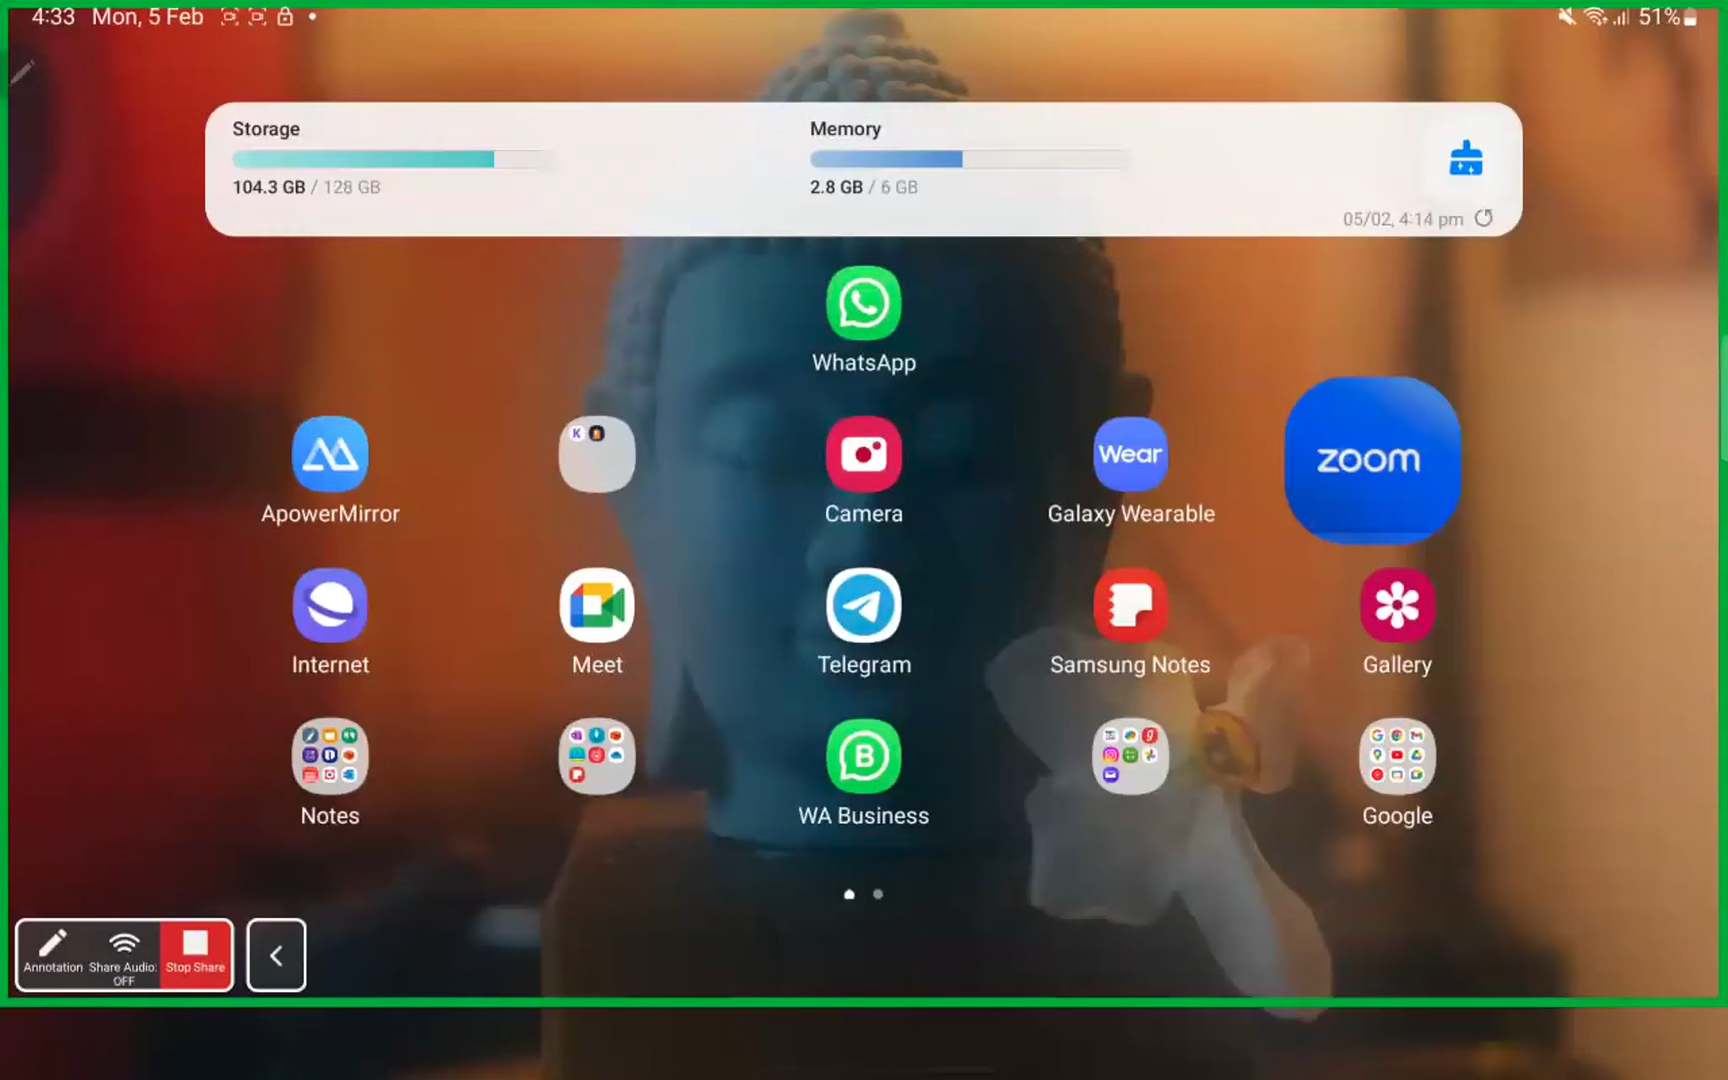 4:33 Mon, 5 Feb
51%
Storage
Memory
104.3 GB / 128 GB
2.8 GB / 6 GB
05/02, 4:14 pm
WhatsApp
K
Wear
zoom
ApowerMirror
Camera
Galaxy Wearable
Internet
Meet
Telegram
Samsung Notes
Gallery
B
Notes
WA Business
Google
Annotation
Share Audio:
OFF
Stop Share